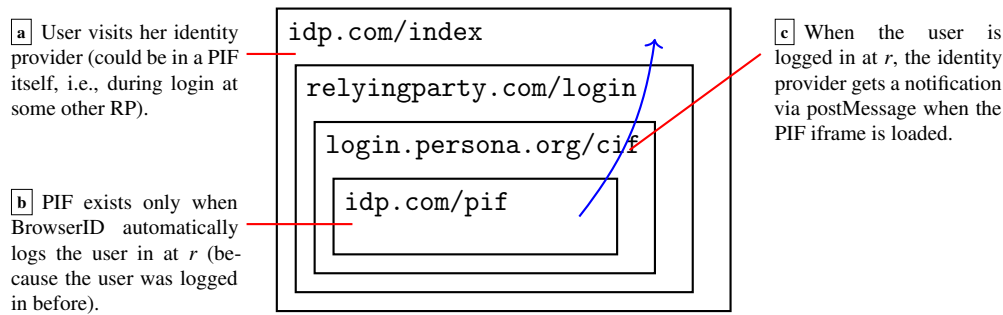 a User visits her identity
provider (could be in a PIF
itself, i.e., during login at
some other RP).
b PIF exists only when
BrowserID automatically
logs the user in at r (be-
cause the user was logged
in before).
idp.com/index
relyingparty.com/login
login.persona.org/cif
idp.com/pif
c When the user is
logged in at r, the identity
provider gets a notification
via postMessage when the
PIF iframe is loaded.